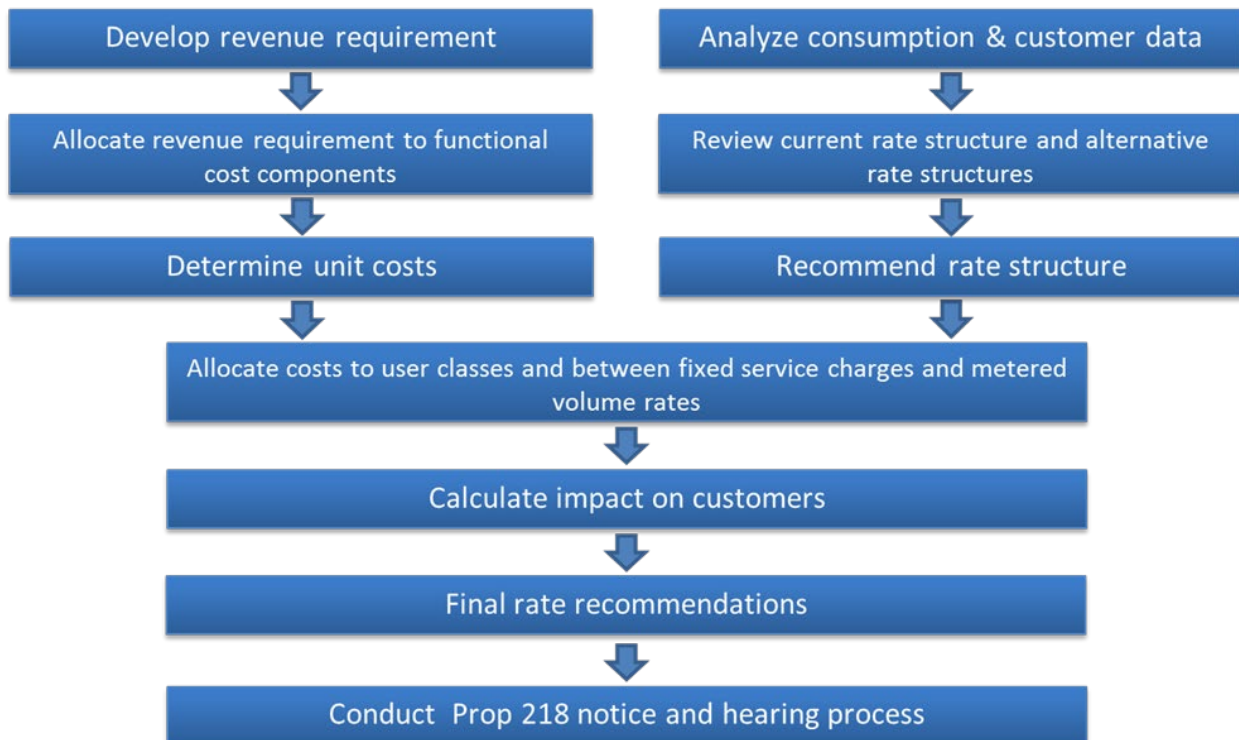 Develop revenue requirement
Analyze consumption & customer data
Allocate revenue requirement to functional
cost components
Review current rate structure and alternative
rate structures
Determine unit costs
Recommend rate structure
Allocate costs to user classes and between fixed service charges and metered
volume rates
Calculate impact on customers
Final rate recommendations
Conduct Prop 218 notice and hearing process